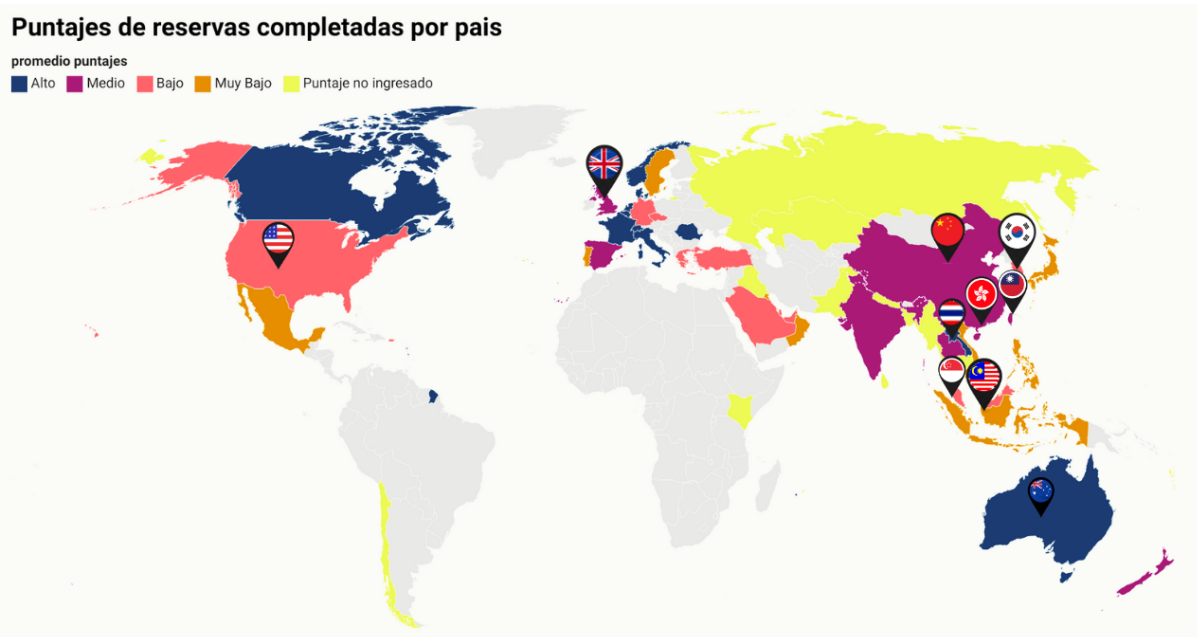 Puntajes de reservas completadas por pais
promedio puntajes
Alto Medio Bajo Muy Bajo Puntaje no ingresado